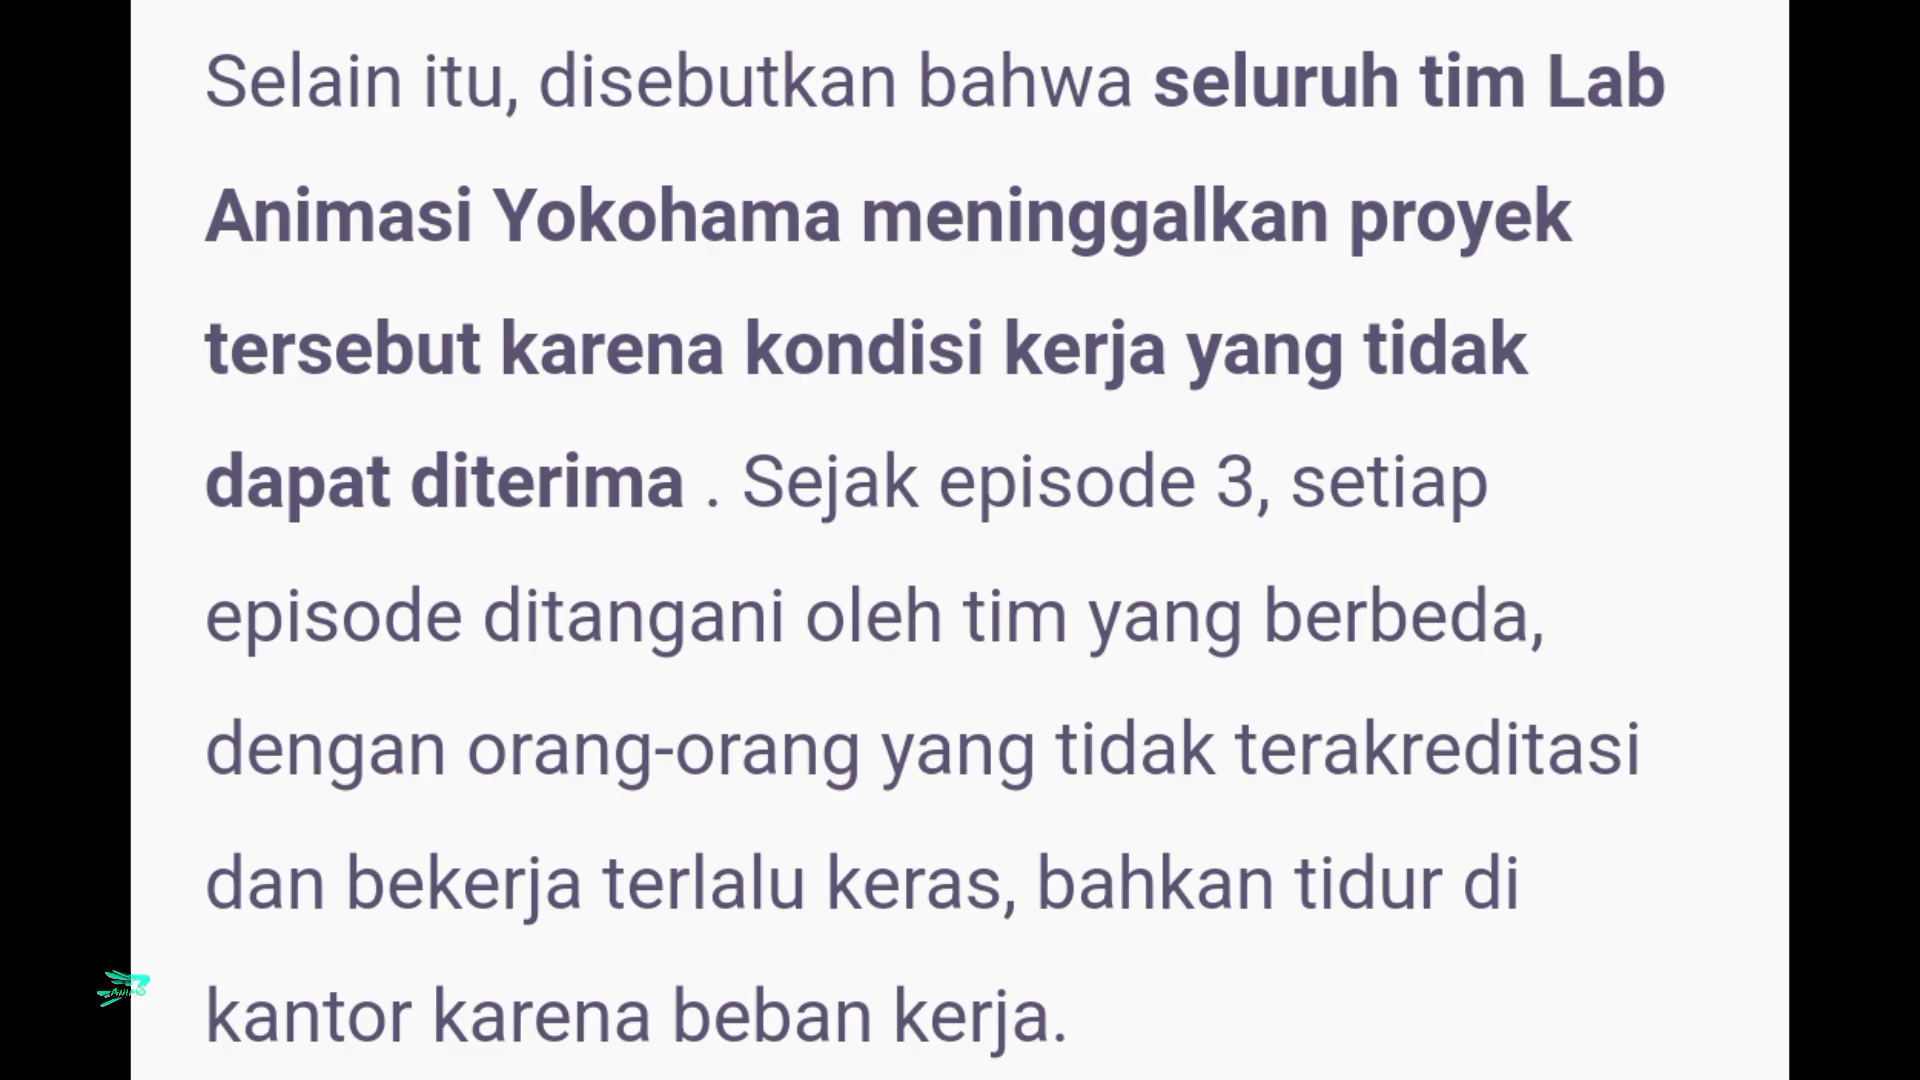 Selain itu, disebutkan bahwa seluruh tim Lab
Animasi Yokohama meninggalkan proyek
tersebut karena kondisi kerja yang tidak
dapat diterima . Sejak episode 3, setiap
episode ditangani oleh tim yang berbeda,
dengan orang-orang yang tidak terakreditasi
dan bekerja terlalu keras, bahkan tidur di
kantor karena beban kerja.